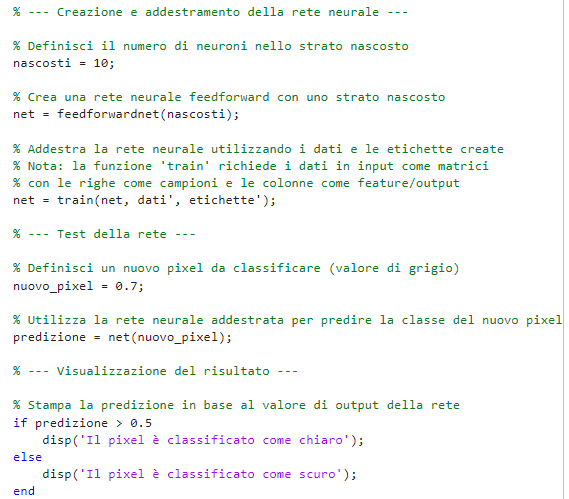 % --- Creazione e addestramento della rete neurale ---
% Definisci il numero di neuroni nello strato nascosto
nascosti = 10;
% Crea una rete neurale feedforward con uno strato nascosto
net = feedforwardnet(nascosti);
% Addestra la rete neurale utilizzando i dati e le etichette create
% Nota: la funzione 'train' richiede i dati in input come matrici
% con le righe come campioni e le colonne come feature/output
net = train(net, dati', etichette');
% --- Test della rete ---
% Definisci un nuovo pixel da classificare (valore di grigio)
nuovo_pixel = 0.7;
% Utilizza la rete neurale addestrata per predire la classe del nuovo pixel
predizione = net(nuovo_pixel);
% --- Visualizzazione del risultato ---
% Stampa la predizione in base al valore di output della rete
if predizione > 0.5
    disp('Il pixel è classificato come chiaro');
else
    disp('Il pixel è classificato come scuro');
end